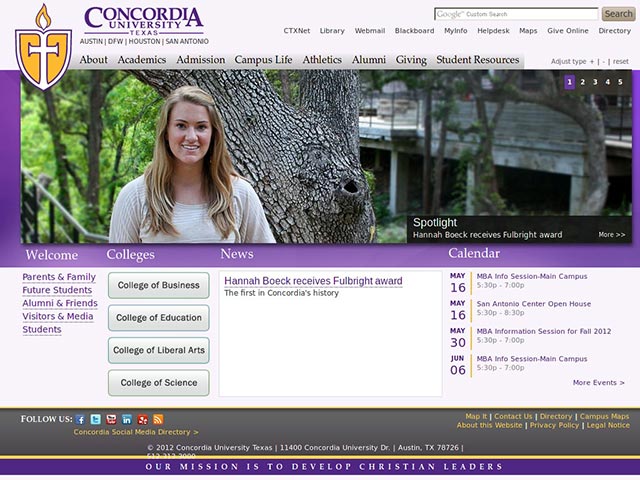 CONCORDIA
UNIVERSITY
TEXAS
AUSTIN | DFW | HOUSTON | SAN ANTONIO
Google™ Custom Search
Search
CTXNet Library Webmail Blackboard MyInfo Helpdesk Maps Give Online Directory
About Academics Admission Campus Life Athletics Alumni Giving Student Resources
Adjust type + | - | reset
1 2 3 4 5
Spotlight
Hannah Boeck receives Fulbright award
More >>
Welcome
Parents & Family
Future Students
Alumni & Friends
Visitors & Media
Students
Colleges
College of Business
College of Education
College of Liberal Arts
College of Science
News
Hannah Boeck receives Fulbright award
The first in Concordia's history
Calendar
MAY 16 MBA Info Session-Main Campus
5:30p - 7:00p
MAY 16 San Antonio Center Open House
5:30p - 8:30p
MAY 30 MBA Information Session for Fall 2012
5:30p - 7:00p
JUN 06 MBA Info Session-Main Campus
5:30p - 7:00p
More Events >
FOLLOW US:
Concordia Social Media Directory >
Map It | Contact Us | Directory | Campus Maps
About this Website | Privacy Policy | Legal Notice
© 2012 Concordia University Texas | 11400 Concordia University Dr. | Austin, TX 78726 |
OUR MISSION IS TO DEVELOP CHRISTIAN LEADERS